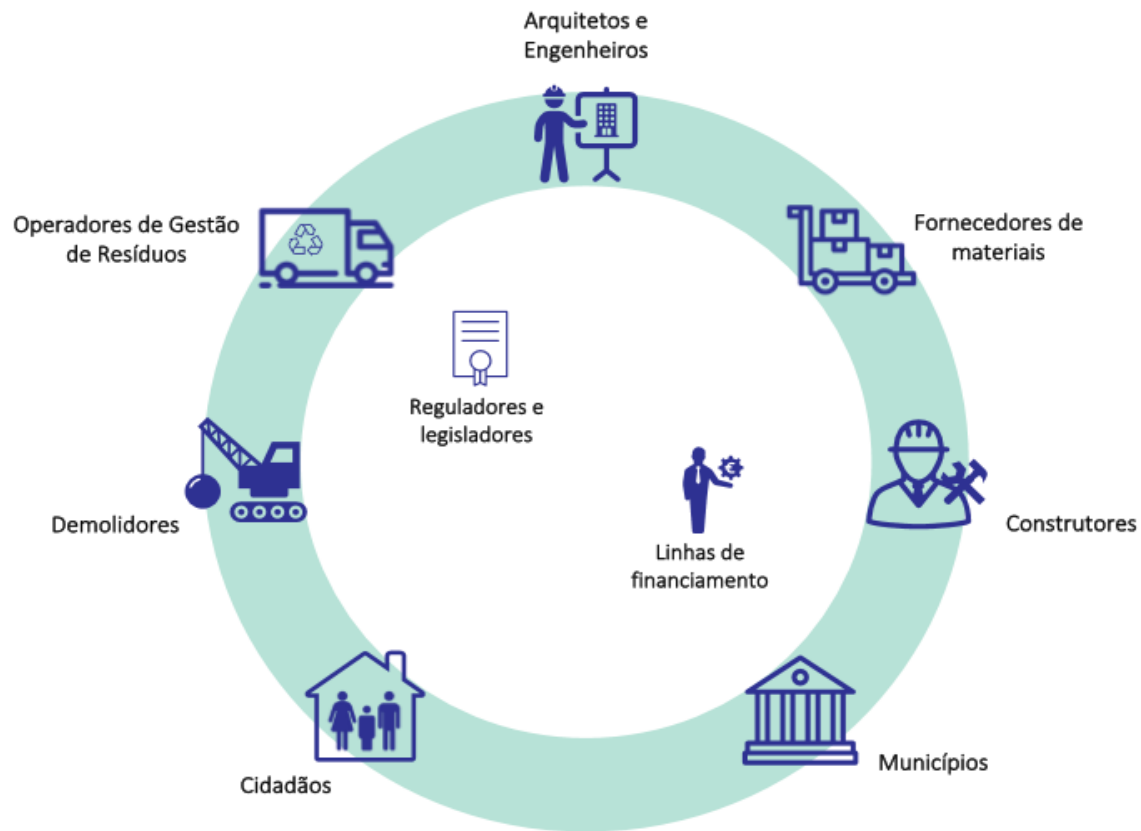 Arquitetos e
Engenheiros
Operadores de Gestão
de Resíduos
Fornecedores de
materiais
Reguladores e
legisladores
Demolidores
Construtores
Linhas de
financiamento
Cidadãos
Municípios